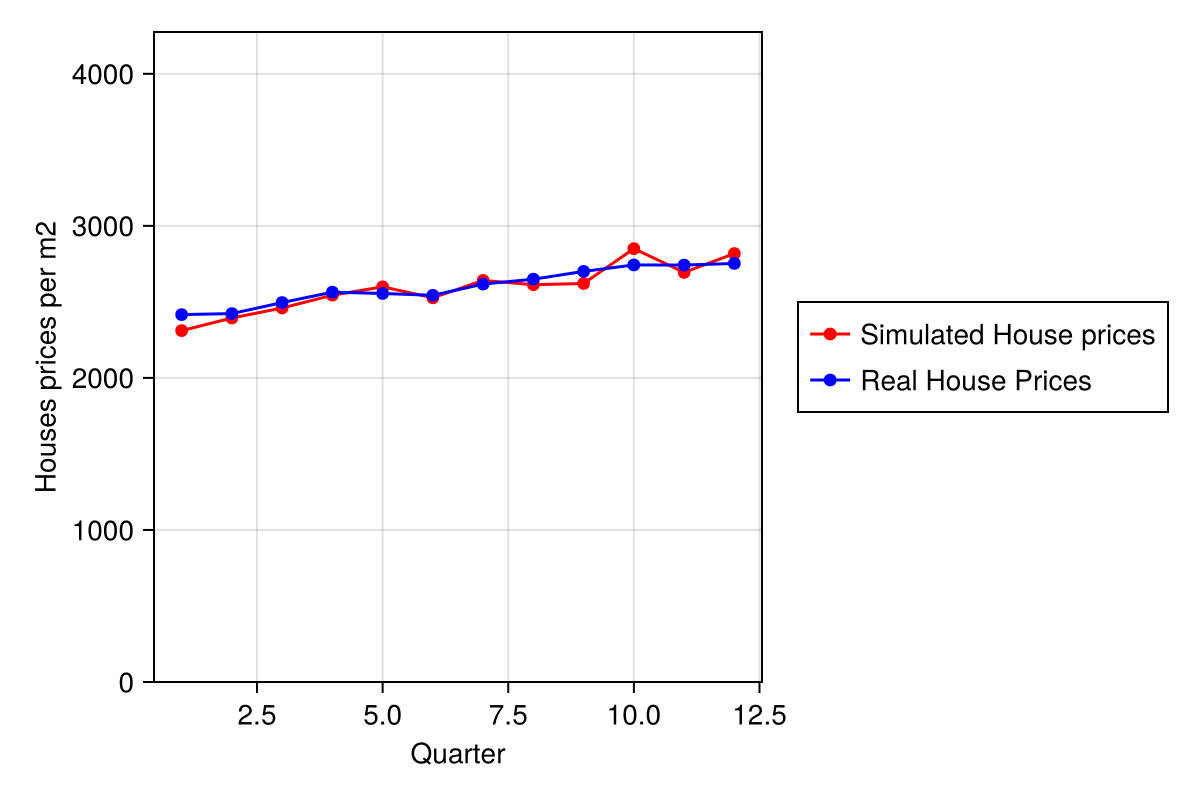 4000
3000
2000
1000
0
Houses prices per m2
2.5 5.0 7.5 10.0 12.5
Quarter
Simulated House prices
Real House Prices